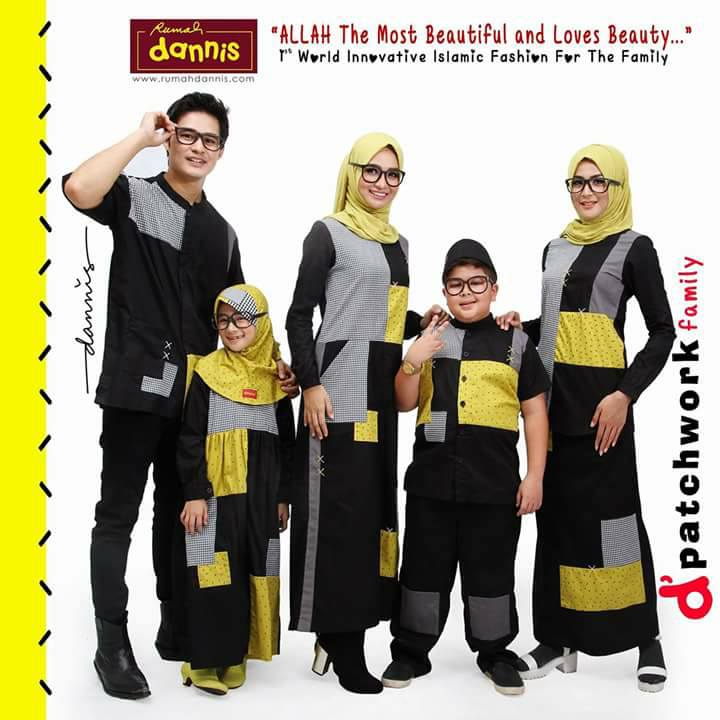 Rumah
dannis
www.rumahdannis.com
"ALLAH The Most Beautiful and Loves Beauty..."
1st World Innovative Islamic Fashion For The Family
dannis
d'patchwork family